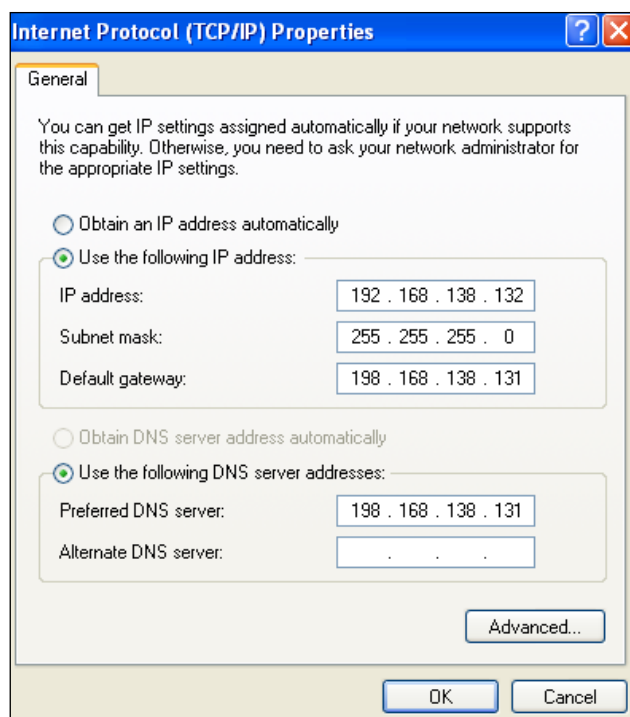 Internet Protocol (TCP/IP) Properties
General
You can get IP settings assigned automatically if your network supports
this capability. Otherwise, you need to ask your network administrator for
the appropriate IP settings.
Obtain an IP address automatically
Use the following IP address:
IP address: 192 . 168 . 138 . 132
Subnet mask: 255 . 255 . 255 . 0
Default gateway: 198 . 168 . 138 . 131
Obtain DNS server address automatically
Use the following DNS server addresses:
Preferred DNS server: 198 . 168 . 138 . 131
Alternate DNS server: . . .
Advanced...
OK Cancel